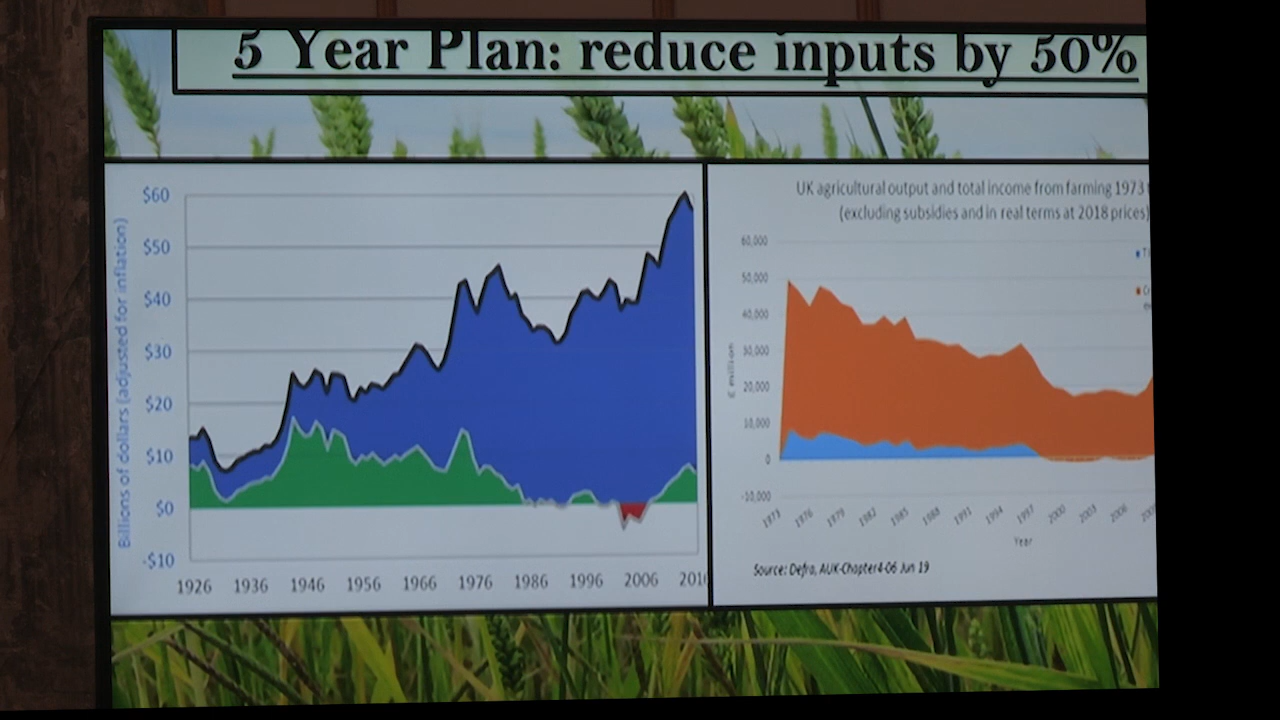 5 Year Plan: reduce inputs by 50%
$60
$50
$40
$30
$20
$10
$0
-$10
Billions of dollars (adjusted for inflation)
1926 1936 1946 1956 1966 1976 1986 1996 2006 2016
UK agricultural output and total income from farming 1973
(excluding subsidies and in real terms at 2018 prices)
60,000
50,000
40,000
30,000
20,000
10,000
0
-10,000
£ million
1973 1976 1979 1982 1985 1988 1991 1994 1997 2000 2003 2006
Year
Source: Defra, AUK-Chapter4-06 Jun 19